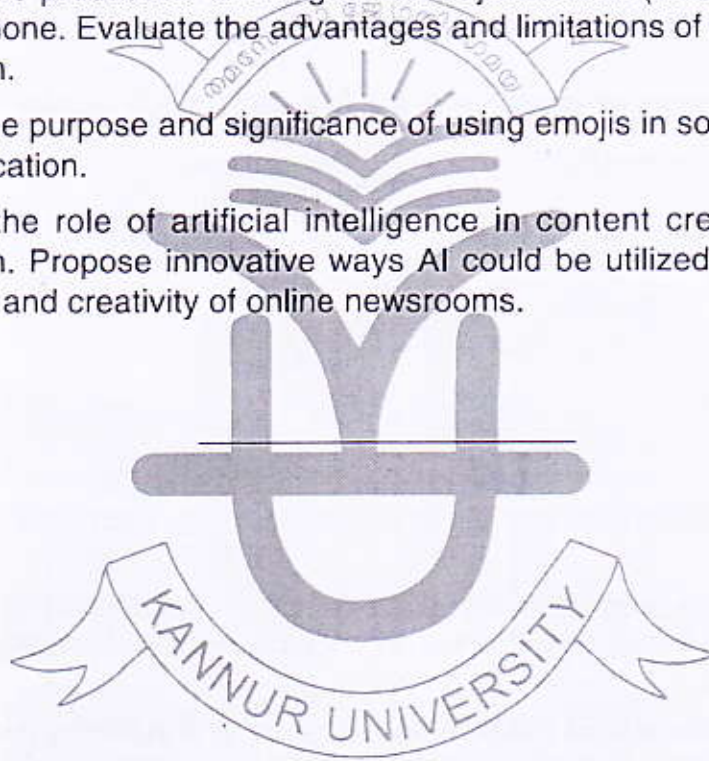 one. Evaluate the advantages and limitations of
n.
e purpose and significance of using emojis in so
cation.
the role of artificial intelligence in content cre
n. Propose innovative ways AI could be utilized
and creativity of online newsrooms.
KANNUR UNIVERSITY